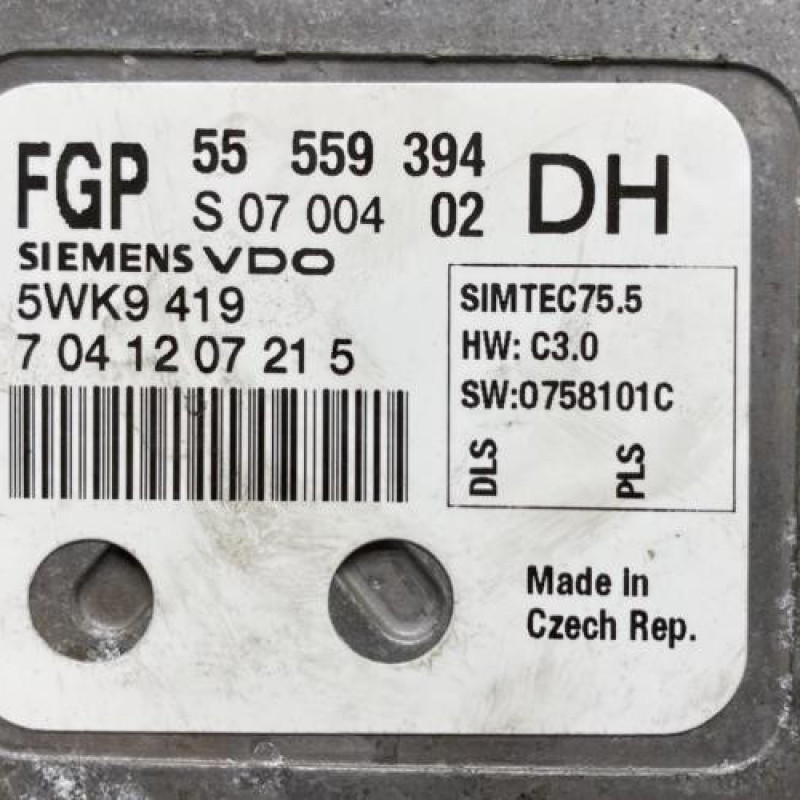 FGP 55 559 394 DH
S 07 004 02
SIEMENS VDO
5WK9 419
7 04 12 07 21 5
SIMTEC75.5
HW: C3.0
SW:0758101C
DLS PLS
Made in
Czech Rep.